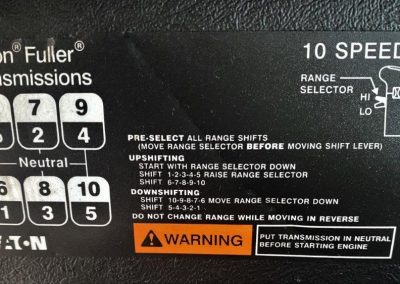 on® Fuller®
nsmissions
7 9
2 4
Neutral
6 8 10
1 3 5
10 SPEED
RANGE
SELECTOR
HI
LO
PRE-SELECT ALL RANGE SHIFTS
(MOVE RANGE SELECTOR BEFORE MOVING SHIFT LEVER)
UPSHIFTING
START WITH RANGE SELECTOR DOWN
SHIFT 1-2-3-4-5 RAISE RANGE SELECTOR
SHIFT 6-7-8-9-10
DOWNSHIFTING
SHIFT 10-9-8-7-6 MOVE RANGE SELECTOR DOWN
SHIFT 5-4-3-2-1
DO NOT CHANGE RANGE WHILE MOVING IN REVERSE
WARNING
PUT TRANSMISSION IN NEUTRAL
BEFORE STARTING ENGINE